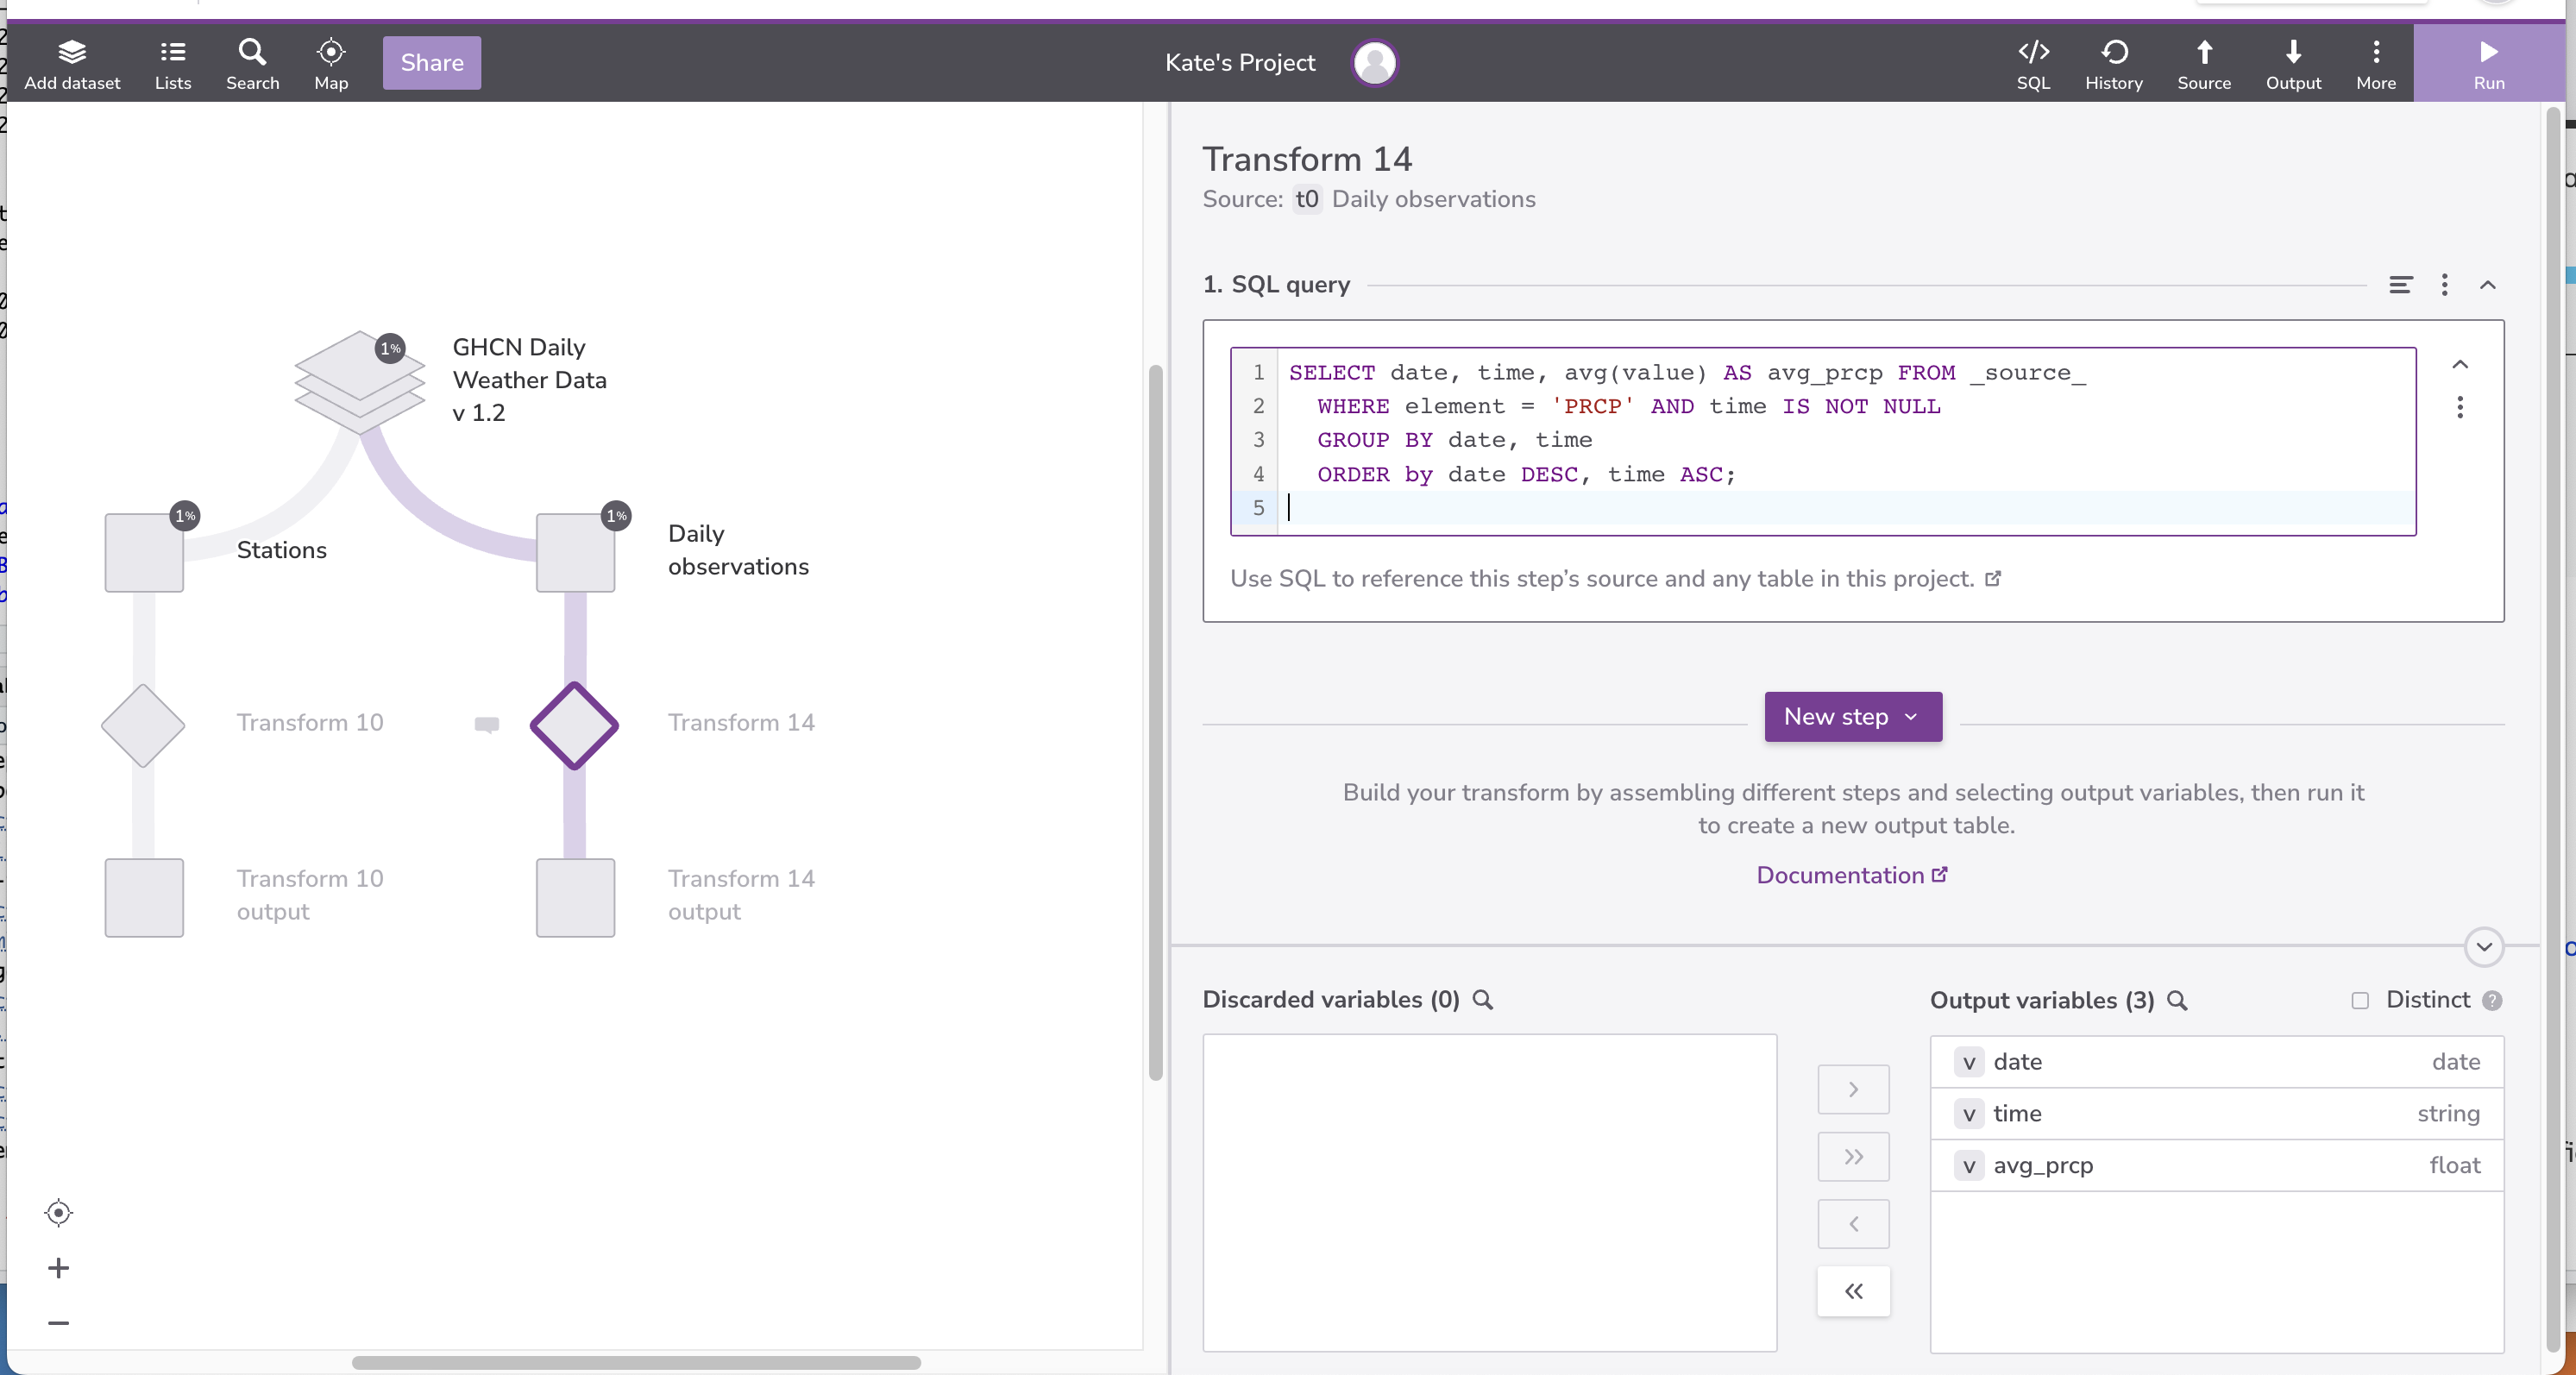 Add dataset
Lists
Search
Map
Share
Kate's Project
SQL
History
Source
Output
More
Run
GHCN Daily
Weather Data
v 1.2
1%
1%
Stations
1%
Daily
observations
Transform 10
Transform 14
Transform 10
output
Transform 14
output
Transform 14
Source: t0 Daily observations
1. SQL query
1 SELECT date, time, avg(value) AS avg_prcp FROM _source_
2 WHERE element = 'PRCP' AND time IS NOT NULL
3 GROUP BY date, time
4 ORDER by date DESC, time ASC;
5
Use SQL to reference this step's source and any table in this project.
New step
Build your transform by assembling different steps and selecting output variables, then run it
to create a new output table.
Documentation
Discarded variables (0)
Output variables (3)
Distinct ?
v date date
v time string
v avg_prcp float